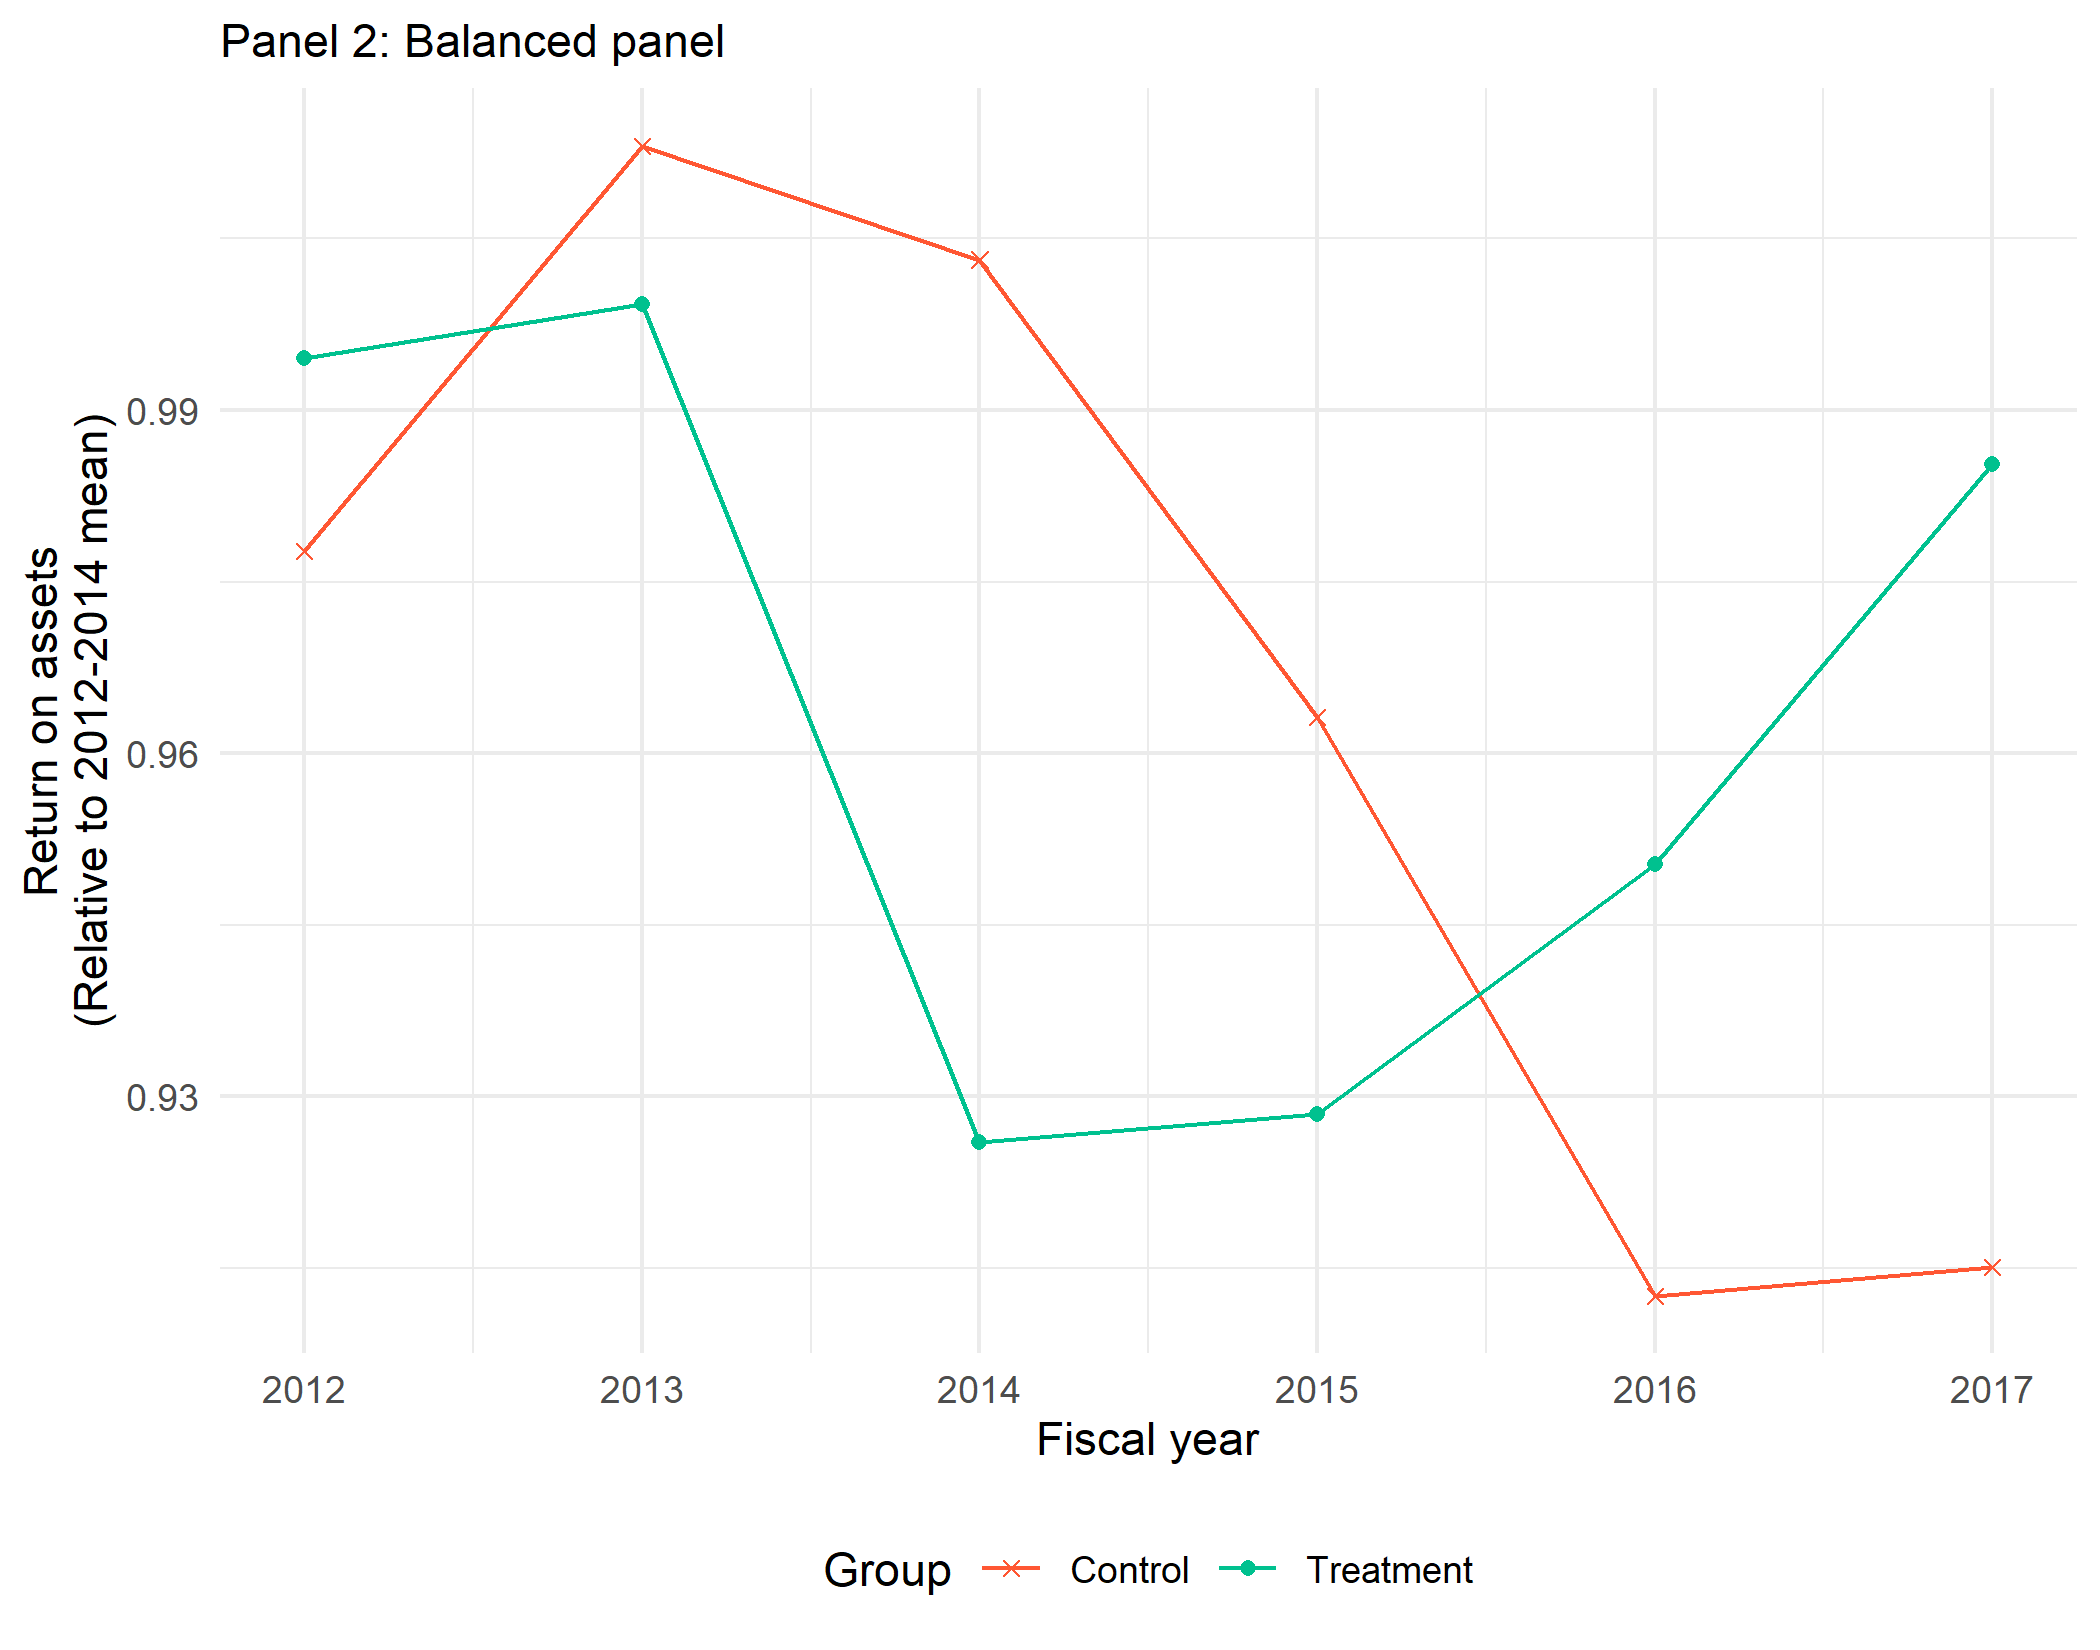 Panel 2: Balanced panel
Return on assets
(Relative to 2012-2014 mean)
0.99
0.96
0.93
2012 2013 2014 2015 2016 2017
Fiscal year
Group Control Treatment